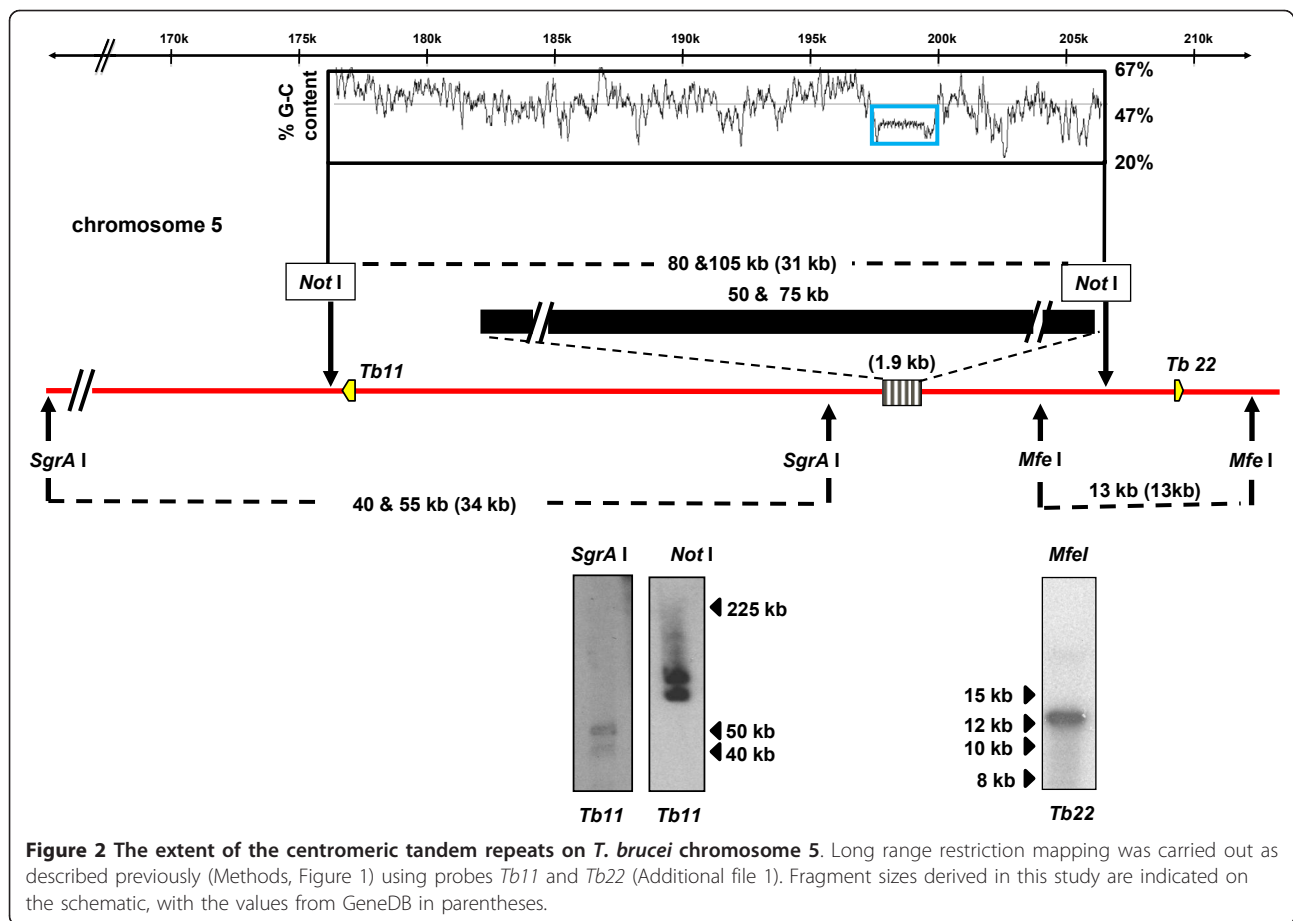 170k 175k 180k 185k 190k 195k 200k 205k 210k
% G-C
content
67%
47%
20%
chromosome 5
Not I
80 &105 kb (31 kb)
Not I
50 & 75 kb
(1.9 kb)
Tb11
Tb 22
SgrA I
SgrA I
Mfe I
Mfe I
40 & 55 kb (34 kb)
13 kb (13kb)
SgrA I
Not I
MfeI
225 kb
50 kb
40 kb
15 kb
12 kb
10 kb
8 kb
Tb11
Tb11
Tb22
Figure 2 The extent of the centromeric tandem repeats on T. brucei chromosome 5. Long range restriction mapping was carried out as
described previously (Methods, Figure 1) using probes Tb11 and Tb22 (Additional file 1). Fragment sizes derived in this study are indicated on
the schematic, with the values from GeneDB in parentheses.